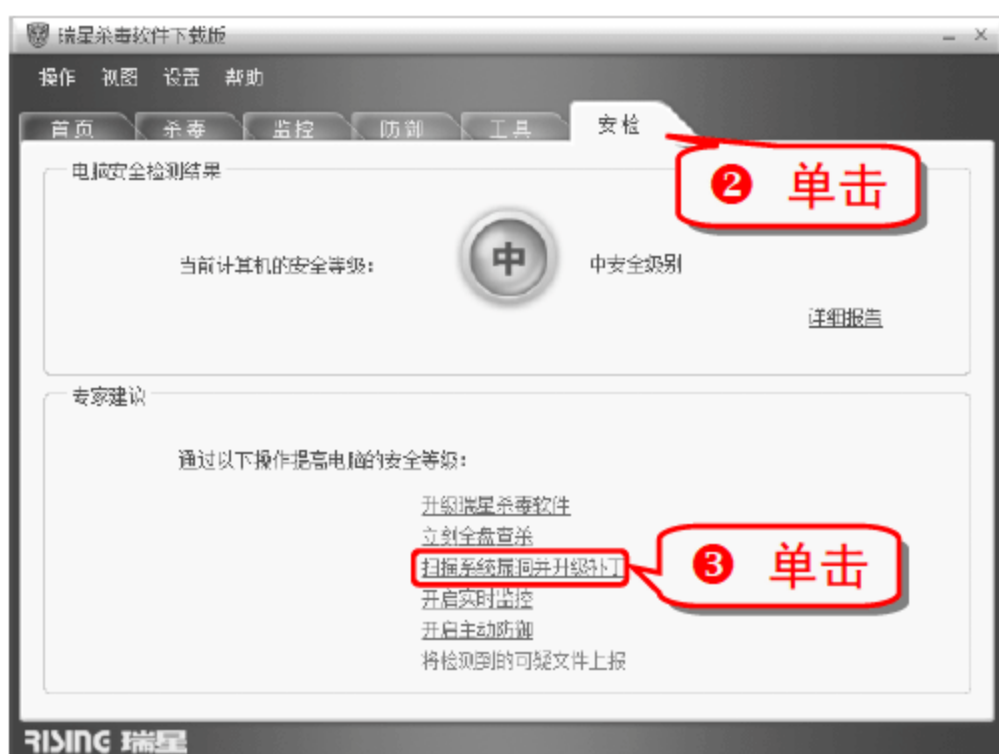 瑞星杀毒软件下载版
操作 视图 设置 帮助
首页 杀毒 监控 防御 工具 安检
❷ 单击
电脑安全检测结果
当前计算机的安全等级： 中 中安全级别
详细报告
专家建议
通过以下操作提高电脑的安全等级：
升级瑞星杀毒软件
立刻全盘查杀
扫描系统漏洞并升级补丁
❸ 单击
开启实时监控
开启主动防御
将检测到的可疑文件上报
RISING 瑞星